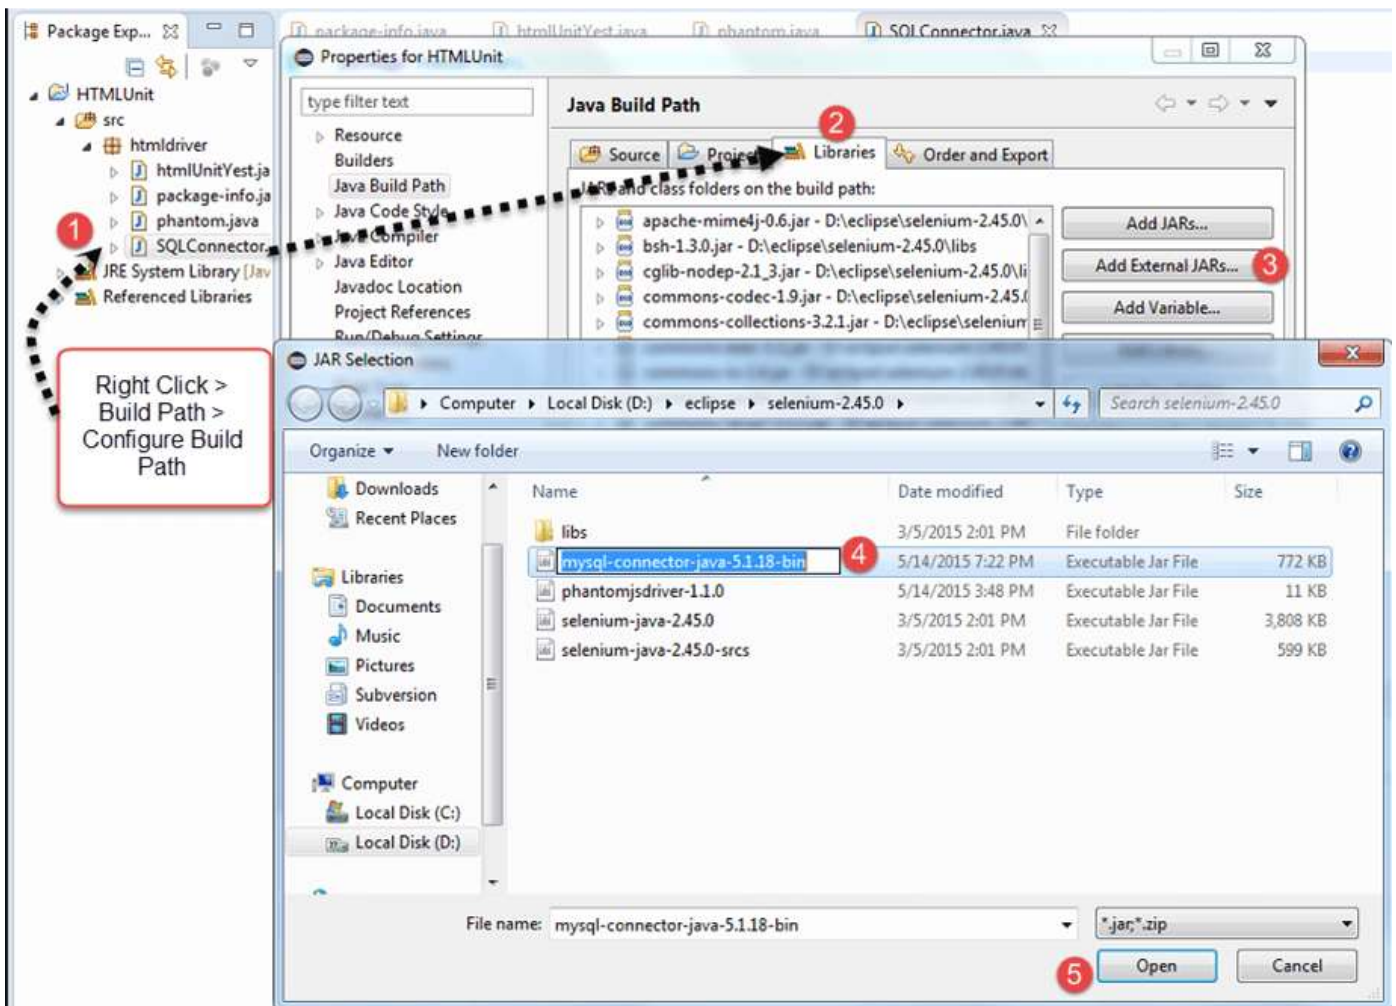 Package Exp...
package-info.java
htmlUnitYest.java
phantom.java
SQLConnector.java
HTMLUnit
src
htmldriver
htmlUnitYest.ja
package-info.ja
phantom.java
1
SQLConnector.
JRE System Library [Jav
Referenced Libraries
Right Click >
Build Path >
Configure Build
Path
Properties for HTMLUnit
type filter text
Resource
Builders
Java Build Path
Java Code Style
Java Compiler
Java Editor
Javadoc Location
Project References
Run/Debug Settings
Java Build Path
2
Source
Projects
Libraries
Order and Export
JARs and class folders on the build path:
apache-mime4j-0.6.jar - D:\eclipse\selenium-2.45.0\
bsh-1.3.0.jar - D:\eclipse\selenium-2.45.0\libs
cglib-nodep-2.1_3.jar - D:\eclipse\selenium-2.45.0\li
commons-codec-1.9.jar - D:\eclipse\selenium-2.45.(
commons-collections-3.2.1.jar - D:\eclipse\selenium
Add JARs...
Add External JARs...
3
Add Variable...
JAR Selection
Computer
Local Disk (D:)
eclipse
selenium-2.45.0
Search selenium-2.45.0
Organize
New folder
Downloads
Recent Places
Libraries
Documents
Music
Pictures
Subversion
Videos
Computer
Local Disk (C:)
Local Disk (D:)
Name Date modified Type Size
libs 3/5/2015 2:01 PM File folder
mysql-connector-java-5.1.18-bin 4 5/14/2015 7:22 PM Executable Jar File 772 KB
phantomjsdriver-1.1.0 5/14/2015 3:48 PM Executable Jar File 11 KB
selenium-java-2.45.0 3/5/2015 2:01 PM Executable Jar File 3,808 KB
selenium-java-2.45.0-srcs 3/5/2015 2:01 PM Executable Jar File 599 KB
File name: mysql-connector-java-5.1.18-bin
*.jar;*.zip
5
Open
Cancel